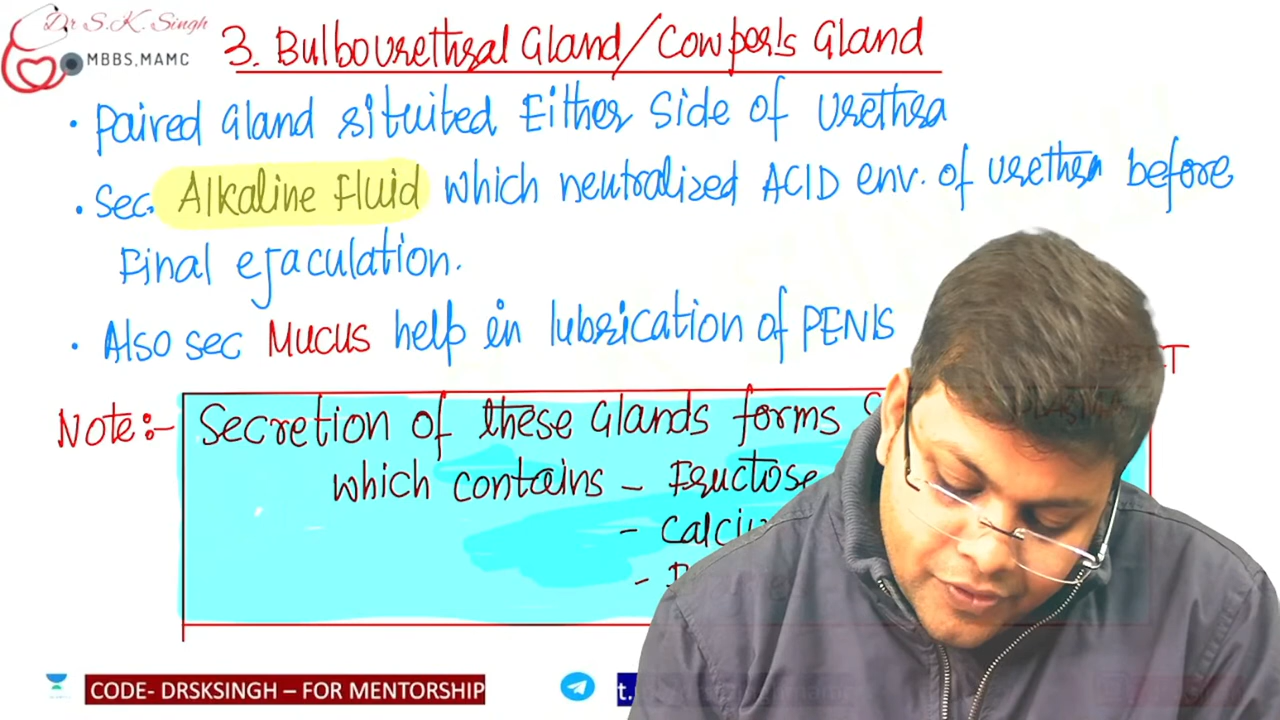 Dr S.K. Singh
MBBS,MAMC
3. Bulbourethral Gland/Cowper's Gland
• Paired Gland situited Either Side of urethra
• Sec. Alkaline Fluid which neutralized ACID env. of urethra before
Final ejaculation.
• Also sec Mucus help in lubrication of PENIS
Note:- Secretion of these Glands forms
which contains - Fructose
- Calciu
CODE- DRSKSINGH – FOR MENTORSHIP